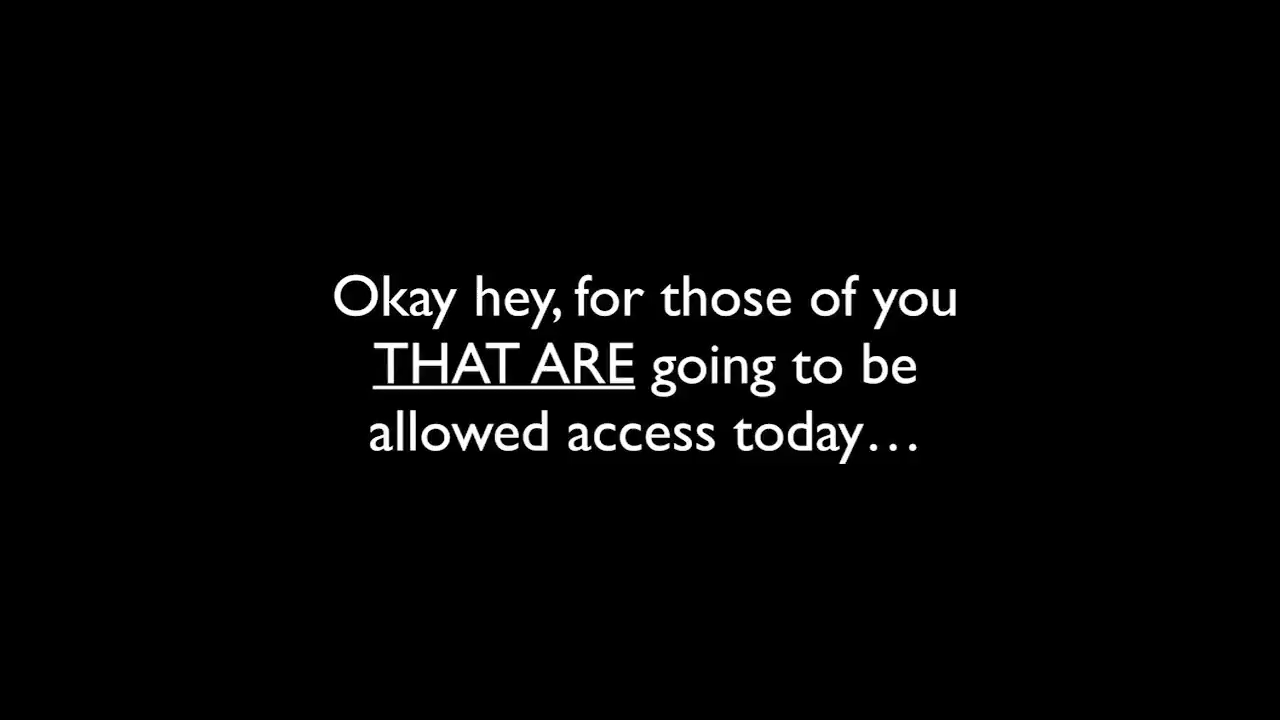 Okay hey, for those of you
THAT ARE going to be
allowed access today…